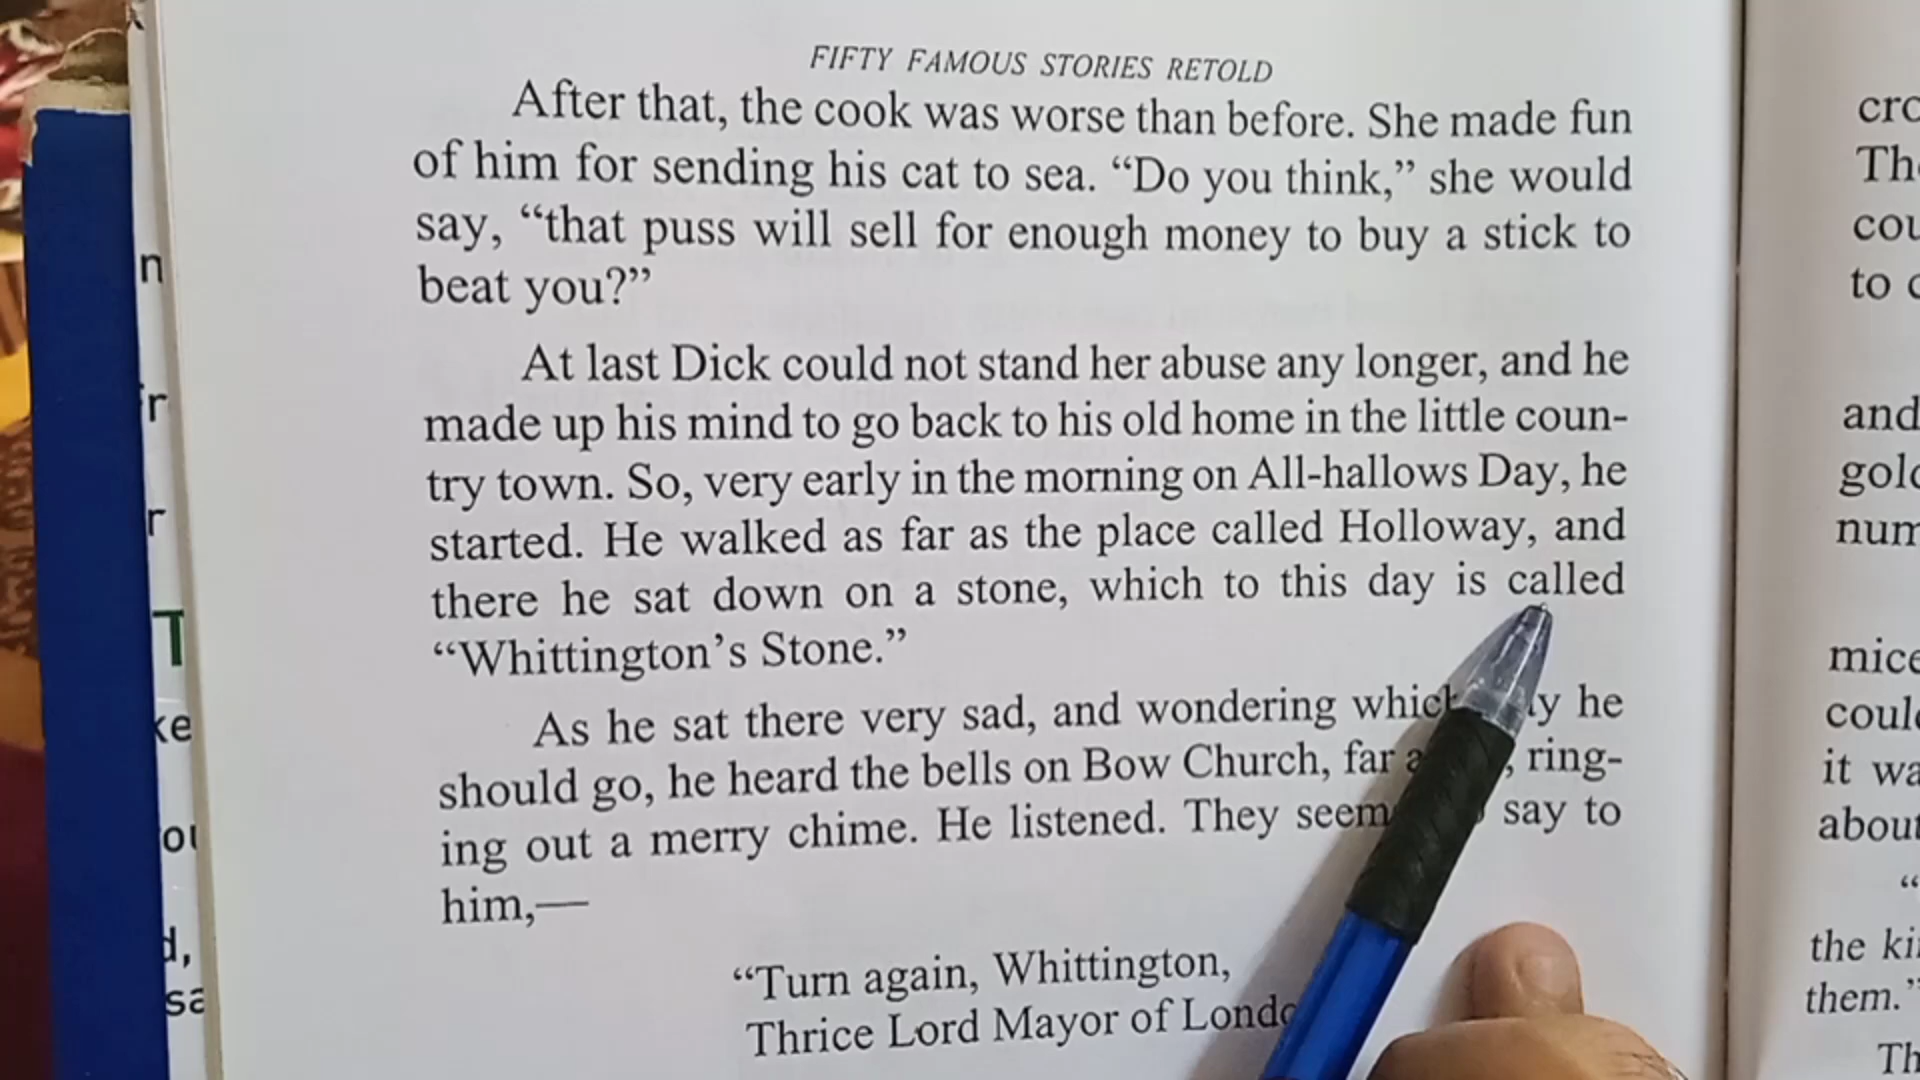 FIFTY FAMOUS STORIES RETOLD
After that, the cook was worse than before. She made fun
of him for sending his cat to sea. “Do you think,” she would
say, “that puss will sell for enough money to buy a stick to
beat you?”
At last Dick could not stand her abuse any longer, and he
made up his mind to go back to his old home in the little coun-
try town. So, very early in the morning on All-hallows Day, he
started. He walked as far as the place called Holloway, and
there he sat down on a stone, which to this day is called
“Whittington’s Stone.”
As he sat there very sad, and wondering he
should go, he heard the bells on Bow Church, far ring-
ing out a merry chime. He listened. They say to
him,—
“Turn again, Whittington,
Thrice Lord Mayor of
and
mice
about
the
them.”